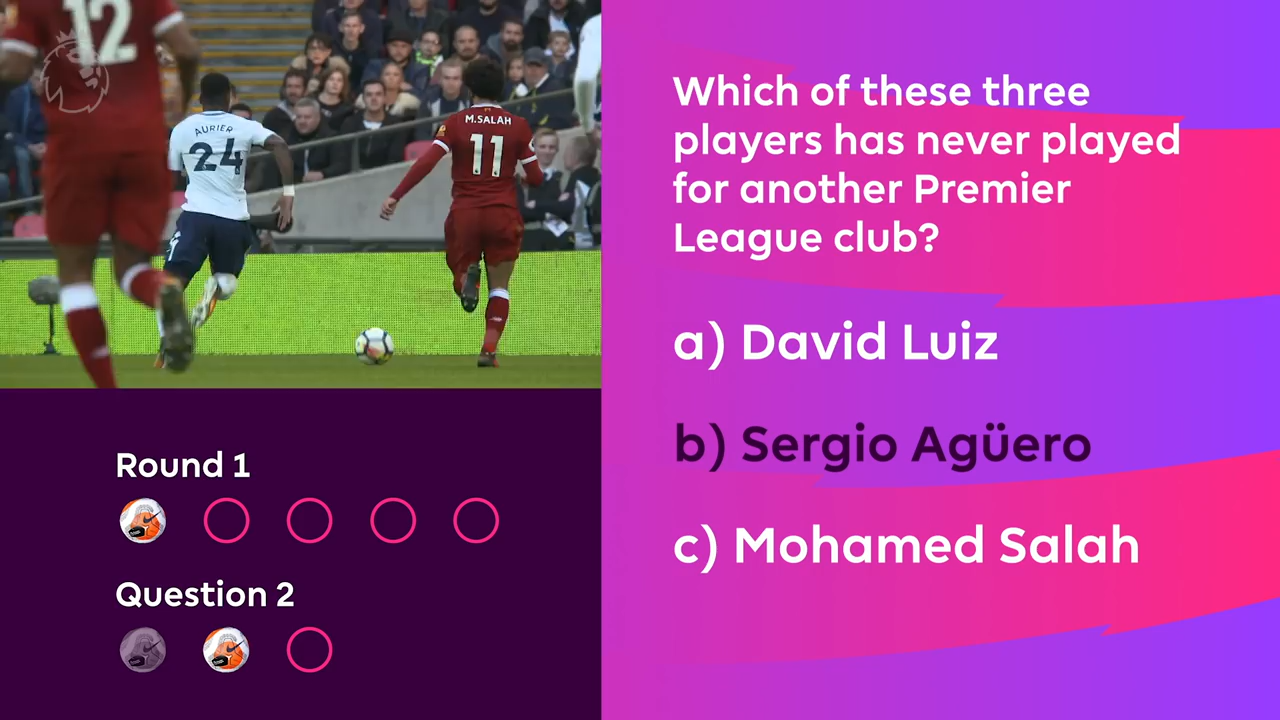 12
AURIER
24
M.SALAH
11
Which of these three
players has never played
for another Premier
League club?
a) David Luiz
b) Sergio Agüero
c) Mohamed Salah
Round 1
Question 2